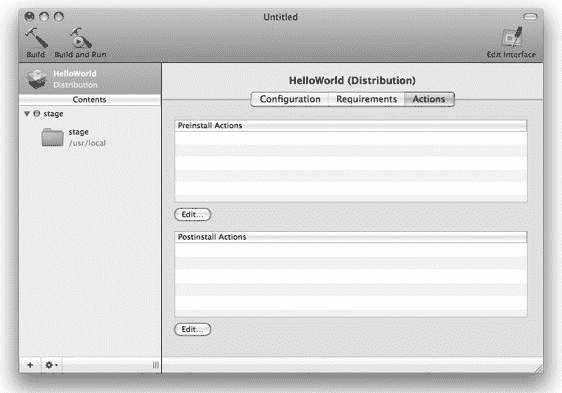 Untitled
Build Build and Run Edit Interface
HelloWorld
Distribution
Contents
stage
stage
/usr/local
HelloWorld (Distribution)
Configuration Requirements Actions
Preinstall Actions
Edit...
Postinstall Actions
Edit...